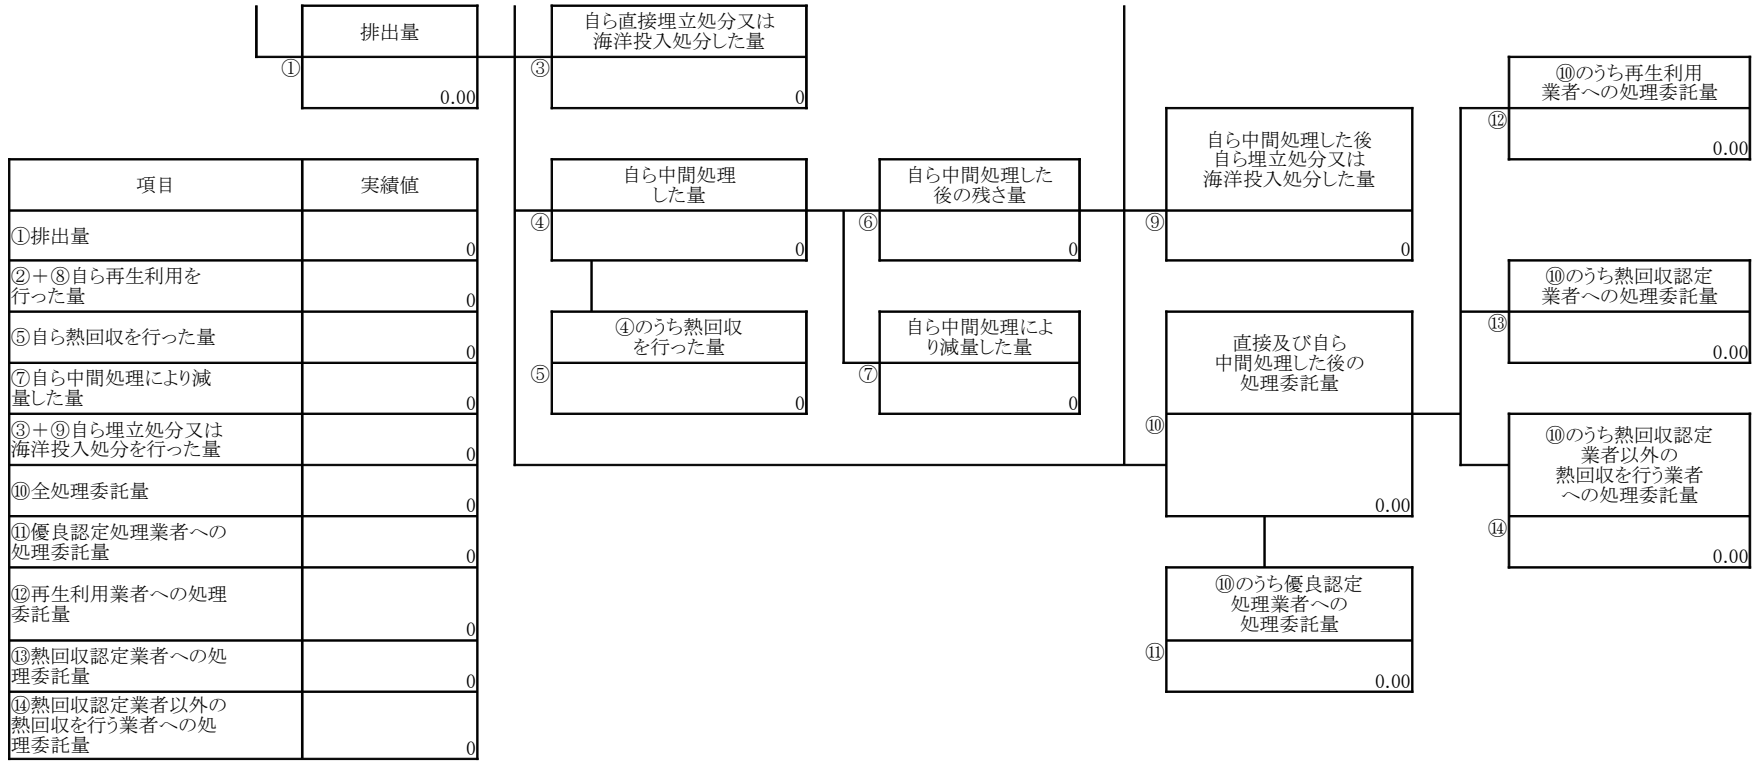 排出量
①
0.00
自ら直接埋立処分又は
海洋投入処分した量
③
0
⑩のうち再生利用
業者への処理委託量
⑫
0.00
自ら中間処理
した量
④
0
自ら中間処理した
後の残さ量
⑥
0
自ら中間処理した後
自ら埋立処分又は
海洋投入処分した量
⑨
0
④のうち熱回収
を行った量
⑤
0
自ら中間処理によ
り減量した量
⑦
0
直接及び自ら
中間処理した後の
処理委託量
⑩
0.00
⑩のうち熱回収認定
業者への処理委託量
⑬
0.00
⑩のうち熱回収認定
業者以外の
熱回収を行う業者
への処理委託量
⑭
0.00
⑩のうち優良認定
処理業者への
処理委託量
⑪
0.00
項目
実績値
①排出量
0
②＋⑧自ら再生利用を
行った量
0
⑤自ら熱回収を行った量
0
⑦自ら中間処理により減
量した量
0
③＋⑨自ら埋立処分又は
海洋投入処分を行った量
0
⑩全処理委託量
0
⑪優良認定処理業者への
処理委託量
0
⑫再生利用業者への処理
委託量
0
⑬熱回収認定業者への処
理委託量
0
⑭熱回収認定業者以外の
熱回収を行う業者への処
理委託量
0